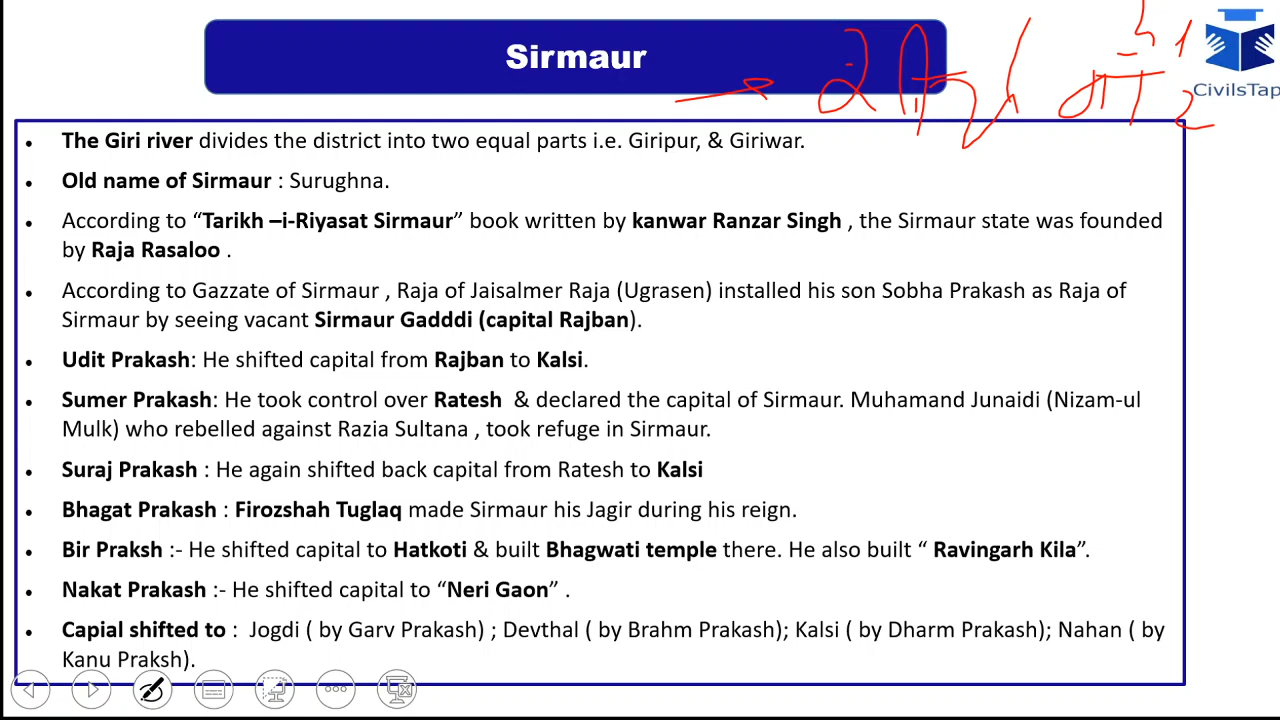 Sirmaur
CivilsTap
The Giri river divides the district into two equal parts i.e. Giripur, & Giriwar.
Old name of Sirmaur : Surughna.
According to “Tarikh –i-Riyasat Sirmaur” book written by kanwar Ranzar Singh , the Sirmaur state was founded
by Raja Rasaloo .
According to Gazzate of Sirmaur , Raja of Jaisalmer Raja (Ugrasen) installed his son Sobha Prakash as Raja of
Sirmaur by seeing vacant Sirmaur Gadddi (capital Rajban).
Udit Prakash: He shifted capital from Rajban to Kalsi.
Sumer Prakash: He took control over Ratesh & declared the capital of Sirmaur. Muhamand Junaidi (Nizam-ul
Mulk) who rebelled against Razia Sultana , took refuge in Sirmaur.
Suraj Prakash : He again shifted back capital from Ratesh to Kalsi
Bhagat Prakash : Firozshah Tuglaq made Sirmaur his Jagir during his reign.
Bir Praksh :- He shifted capital to Hatkoti & built Bhagwati temple there. He also built “ Ravingarh Kila”.
Nakat Prakash :- He shifted capital to “Neri Gaon” .
Capial shifted to : Jogdi ( by Garv Prakash) ; Devthal ( by Brahm Prakash); Kalsi ( by Dharm Prakash); Nahan ( by
Kanu Praksh).